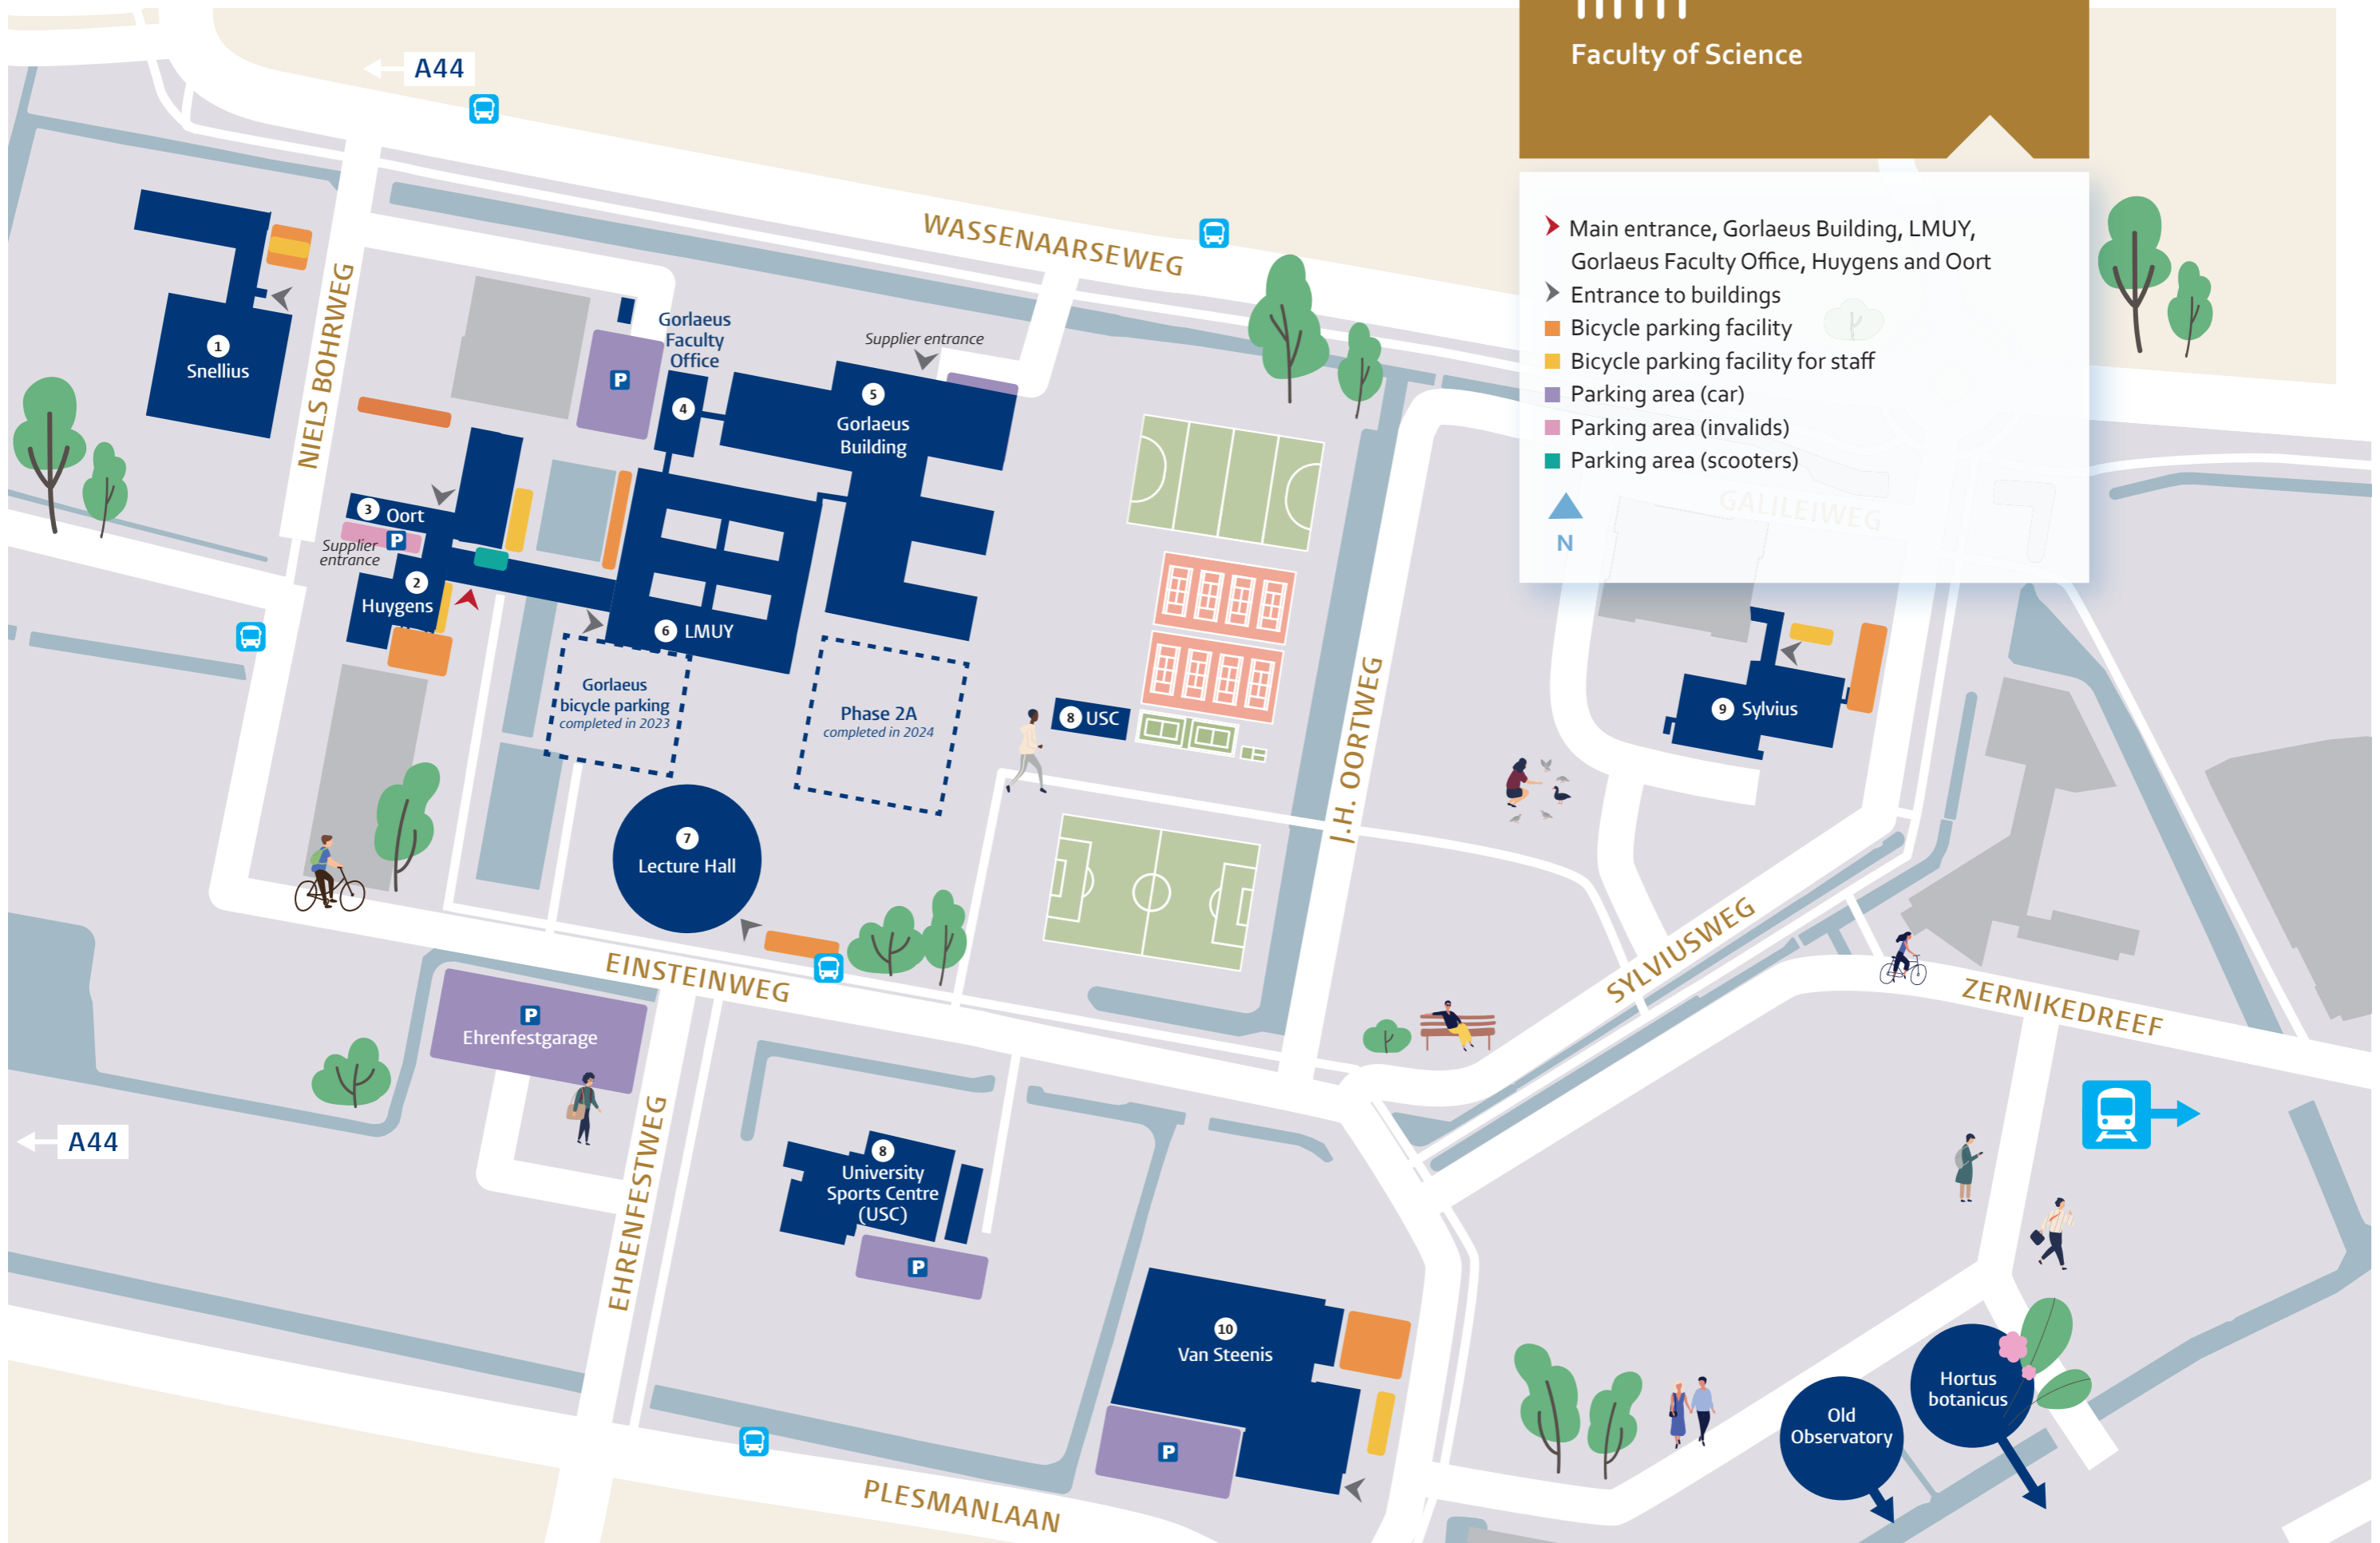 Faculty of Science
Main entrance, Gorlaeus Building, LMUY,
Gorlaeus Faculty Office, Huygens and Oort
Entrance to buildings
Bicycle parking facility
Bicycle parking facility for staff
Parking area (car)
Parking area (invalids)
Parking area (scooters)
N
GALILEIWEG
A44
WASSENAARSEWEG
NIELS BOHRWEG
1
Snellius
Gorlaeus
Faculty
Office
P
4
Supplier entrance
5
Gorlaeus
Building
3 Oort
P
Supplier
entrance
2
Huygens
6 LMUY
Gorlaeus
bicycle parking
completed in 2023
Phase 2A
completed in 2024
8 USC
J.H. OORTWEG
9 Sylvius
7
Lecture Hall
EINSTEINWEG
SYLVIUSWEG
ZERNIKEDREEF
P
Ehrenfestgarage
A44
EHRENFESTWEG
8
University
Sports Centre
(USC)
P
10
Van Steenis
P
PLESMANLAAN
Hortus
botanicus
Old
Observatory